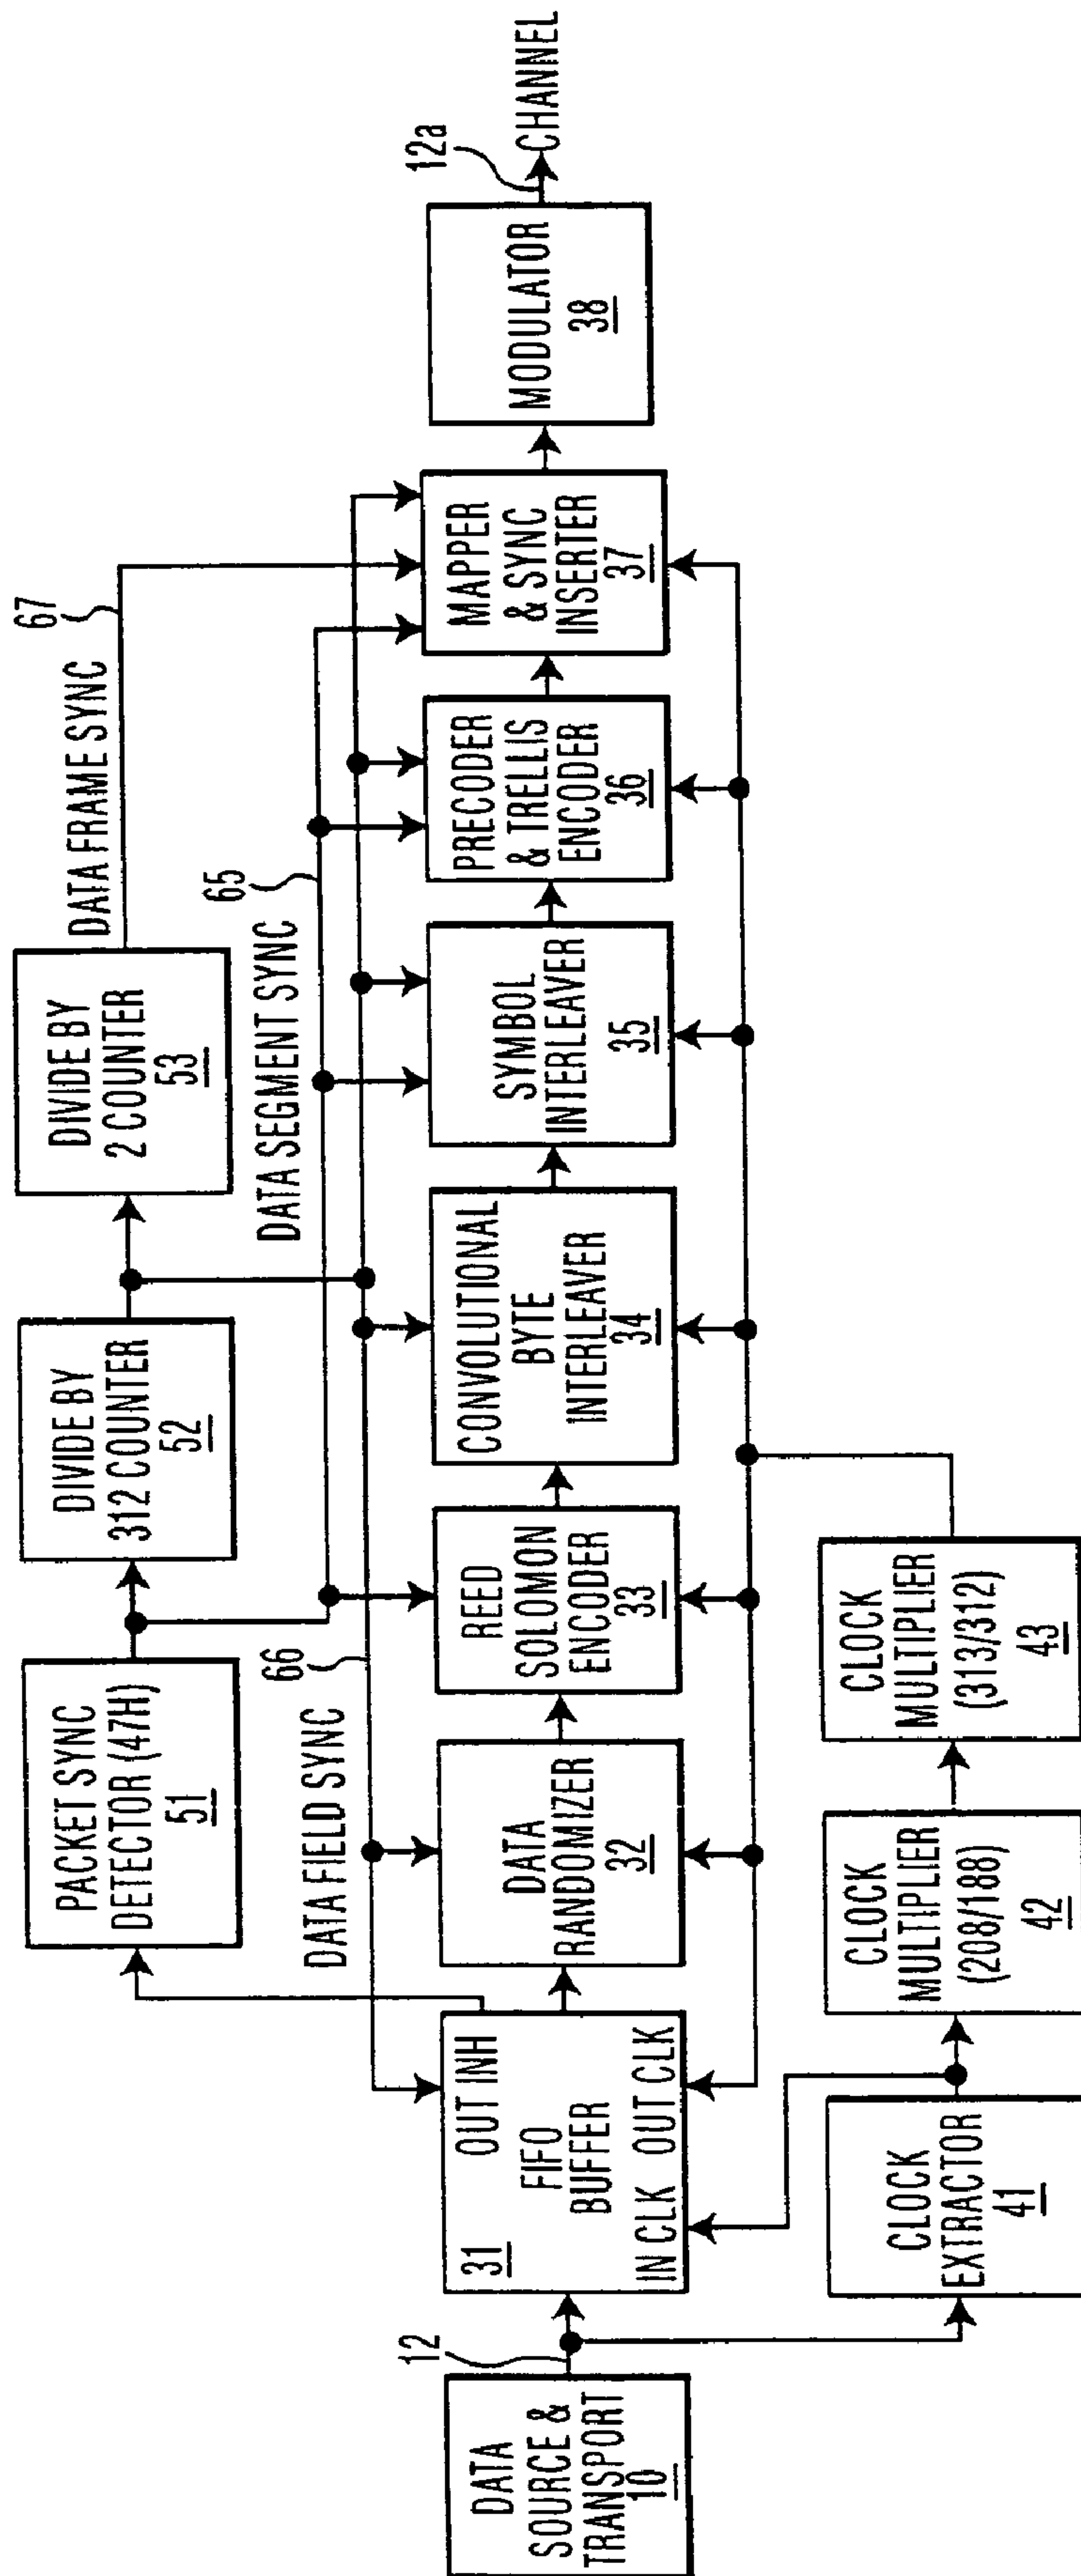 PACKET SYNC
DETECTOR (47H)
51
DIVIDE BY
312 COUNTER
52
DIVIDE BY
2 COUNTER
53
DATA FRAME SYNC
67
DATA FIELD SYNC
66
DATA SEGMENT SYNC
65
DATA
SOURCE &
TRANSPORT
10
12
31
OUT INH
FIFO
BUFFER
IN CLK OUT CLK
DATA
RANDOMIZER
32
REED
SOLOMON
ENCODER
33
CONVOLUTIONAL
BYTE
INTERLEAVER
34
SYMBOL
INTERLEAVER
35
PRECODER
& TRELLIS
ENCODER
36
MAPPER
& SYNC
INSERTER
37
MODULATOR
38
12a
CHANNEL
CLOCK
EXTRACTOR
41
CLOCK
MULTIPLIER
(208/188)
42
CLOCK
MULTIPLIER
(313/312)
43